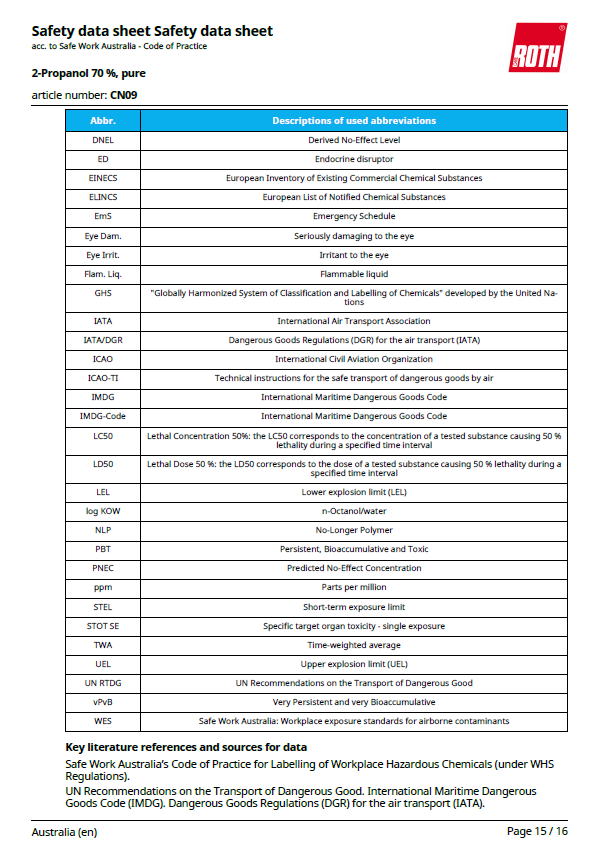 Safety data sheet Safety data sheet
acc. to Safe Work Australia - Code of Practice
ROTH
®
2-Propanol 70 %, pure
article number: CN09
Abbr. Descriptions of used abbreviations
DNEL Derived No-Effect Level
ED Endocrine disruptor
EINECS European Inventory of Existing Commercial Chemical Substances
ELINCS European List of Notified Chemical Substances
EmS Emergency Schedule
Eye Dam. Seriously damaging to the eye
Eye Irrit. Irritant to the eye
Flam. Liq. Flammable liquid
GHS "Globally Harmonized System of Classification and Labelling of Chemicals" developed by the United Na-
tions
IATA International Air Transport Association
IATA/DGR Dangerous Goods Regulations (DGR) for the air transport (IATA)
ICAO International Civil Aviation Organization
ICAO-TI Technical instructions for the safe transport of dangerous goods by air
IMDG International Maritime Dangerous Goods Code
IMDG-Code International Maritime Dangerous Goods Code
LC50 Lethal Concentration 50%: the LC50 corresponds to the concentration of a tested substance causing 50 %
lethality during a specified time interval
LD50 Lethal Dose 50 %: the LD50 corresponds to the dose of a tested substance causing 50 % lethality during a
specified time interval
LEL Lower explosion limit (LEL)
log KOW n-Octanol/water
NLP No-Longer Polymer
PBT Persistent, Bioaccumulative and Toxic
PNEC Predicted No-Effect Concentration
ppm Parts per million
STEL Short-term exposure limit
STOT SE Specific target organ toxicity - single exposure
TWA Time-weighted average
UEL Upper explosion limit (UEL)
UN RTDG UN Recommendations on the Transport of Dangerous Good
vPvB Very Persistent and very Bioaccumulative
WES Safe Work Australia: Workplace exposure standards for airborne contaminants
Key literature references and sources for data
Safe Work Australia's Code of Practice for Labelling of Workplace Hazardous Chemicals (under WHS
Regulations).
UN Recommendations on the Transport of Dangerous Good. International Maritime Dangerous
Goods Code (IMDG). Dangerous Goods Regulations (DGR) for the air transport (IATA).
Australia (en) Page 15 / 16